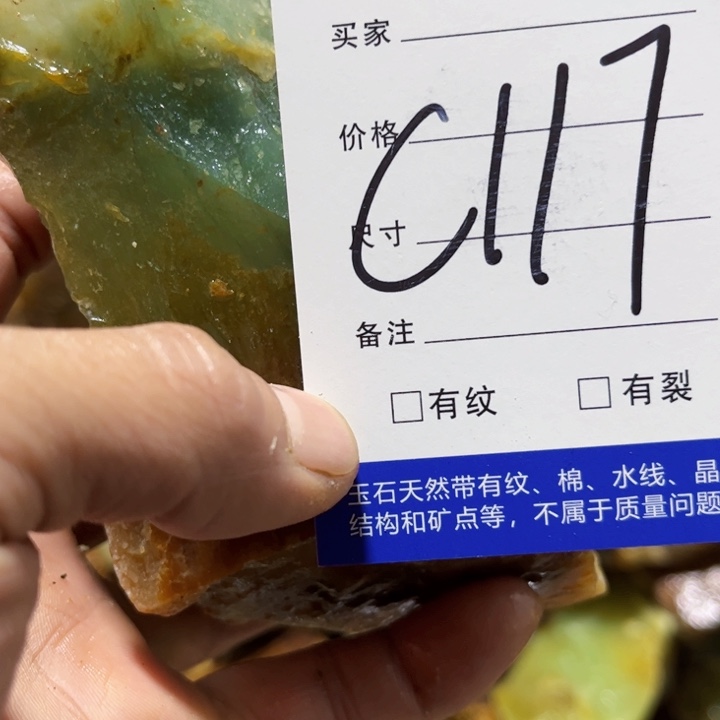 买家
价格
C117
尺寸
备注
□有纹 □有裂
玉石天然带有纹、棉、水线、晶
结构和矿点等，不属于质量问题